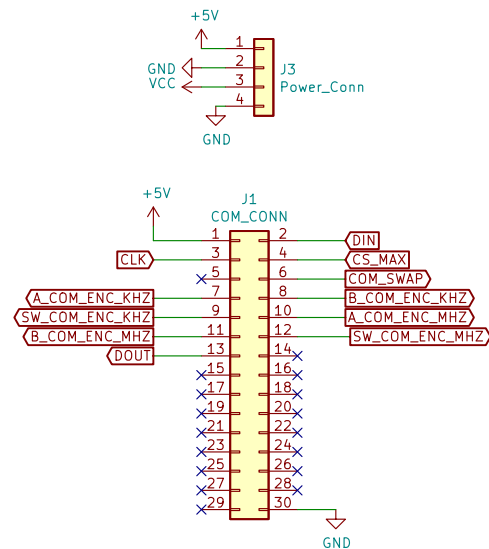 +5V
1
GND 2 J3
VCC 3 Power_Conn
4
GND
+5V J1
COM_CONN
1 2 DIN
CLK 3 4 CS_MAX
5 6 COM_SWAP
A_COM_ENC_KHZ 7 8 B_COM_ENC_KHZ
SW_COM_ENC_KHZ 9 10 A_COM_ENC_MHZ
B_COM_ENC_MHZ 11 12 SW_COM_ENC_MHZ
DOUT 13 14
15 16
17 18
19 20
21 22
23 24
25 26
27 28
29 30
GND